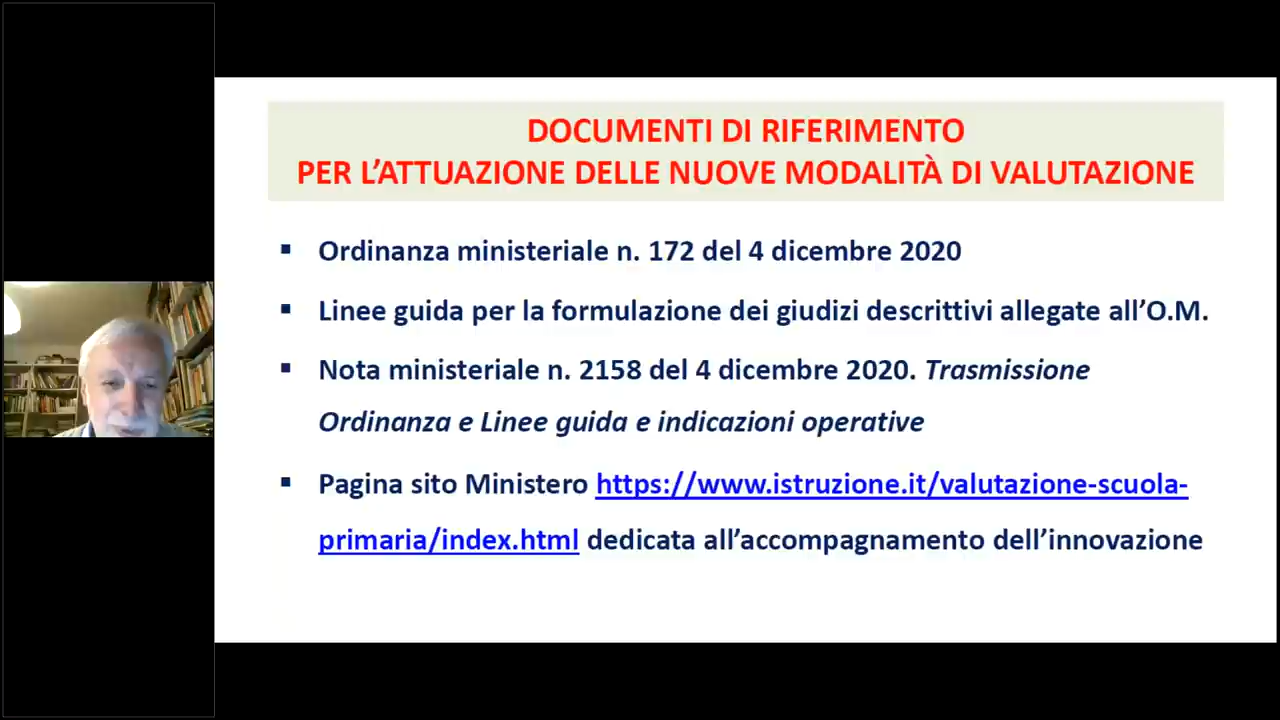 DOCUMENTI DI RIFERIMENTO
PER L’ATTUAZIONE DELLE NUOVE MODALITÀ DI VALUTAZIONE
▪ Ordinanza ministeriale n. 172 del 4 dicembre 2020
▪ Linee guida per la formulazione dei giudizi descrittivi allegate all’O.M.
▪ Nota ministeriale n. 2158 del 4 dicembre 2020. Trasmissione
Ordinanza e Linee guida e indicazioni operative
▪ Pagina sito Ministero https://www.istruzione.it/valutazione-scuola-
primaria/index.html dedicata all’accompagnamento dell’innovazione